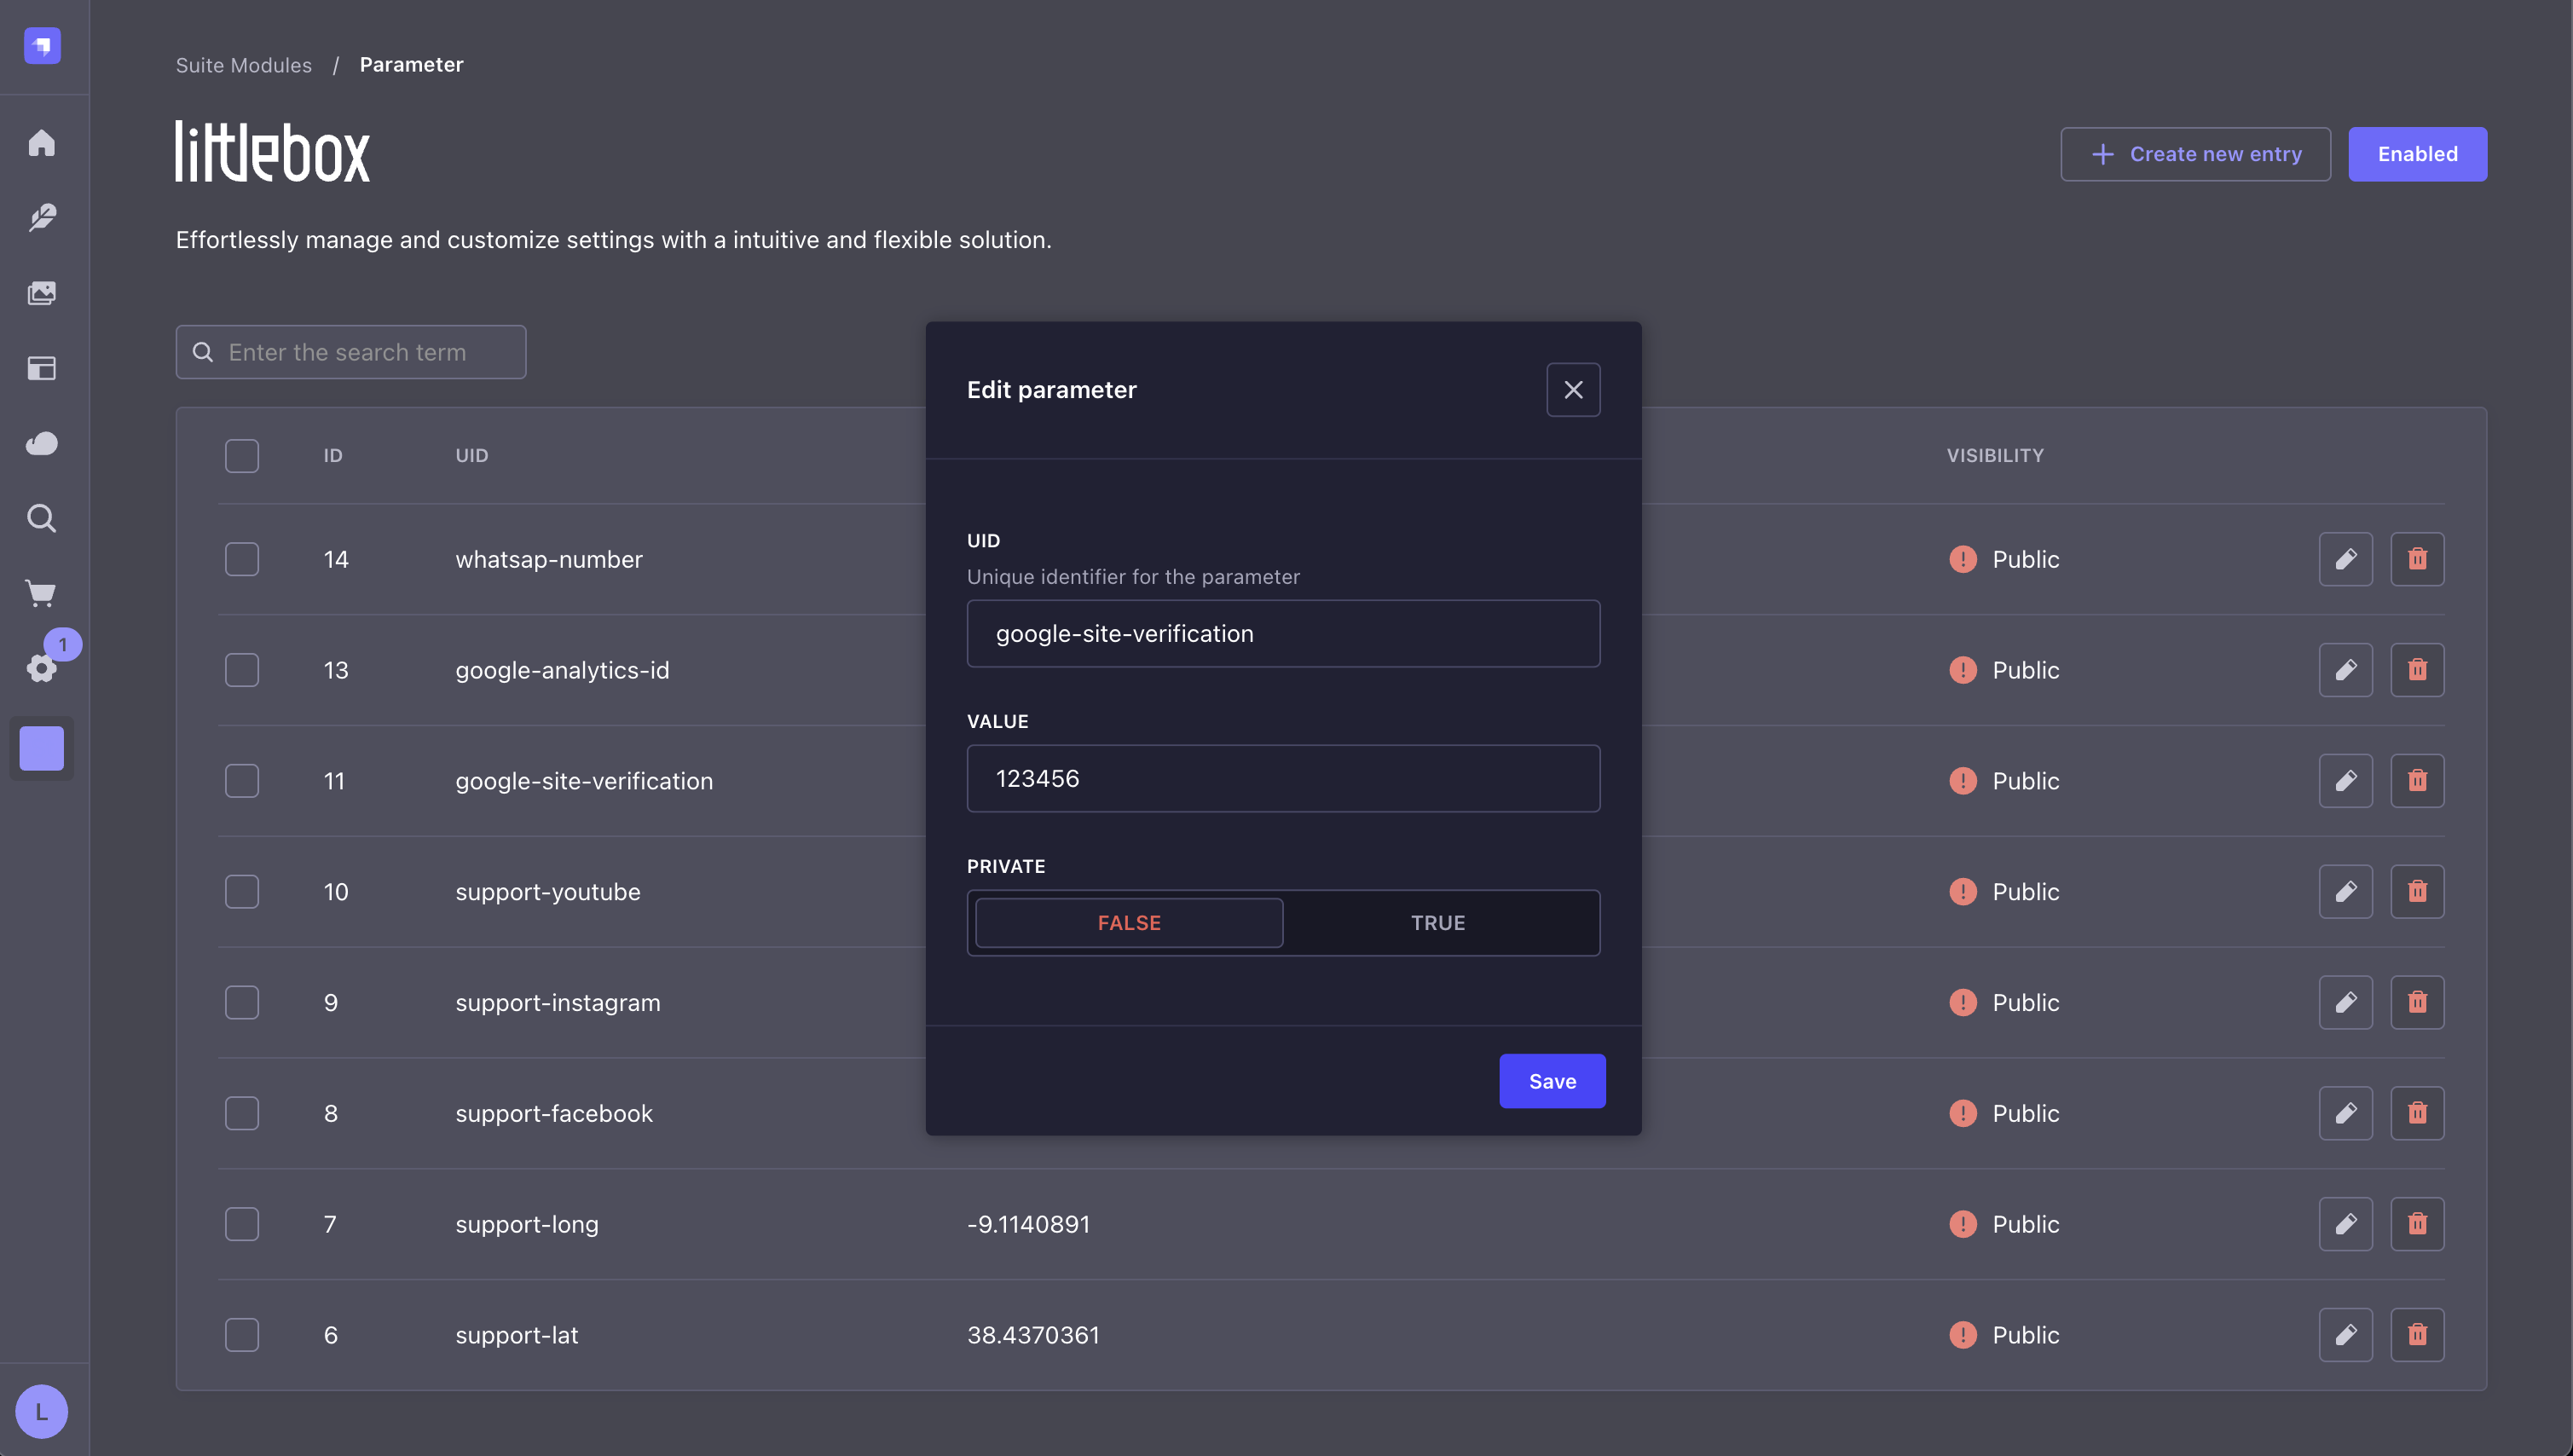 Suite Modules / Parameter
littlebox
+ Create new entry
Enabled
Effortlessly manage and customize settings with a intuitive and flexible solution.
Enter the search term
ID UID VISIBILITY
14 whatsap-number Public
13 google-analytics-id Public
11 google-site-verification Public
10 support-youtube Public
9 support-instagram Public
8 support-facebook Public
7 support-long -9.1140891 Public
6 support-lat 38.4370361 Public
Edit parameter
UID
Unique identifier for the parameter
google-site-verification
VALUE
123456
PRIVATE
FALSE TRUE
Save
1
L